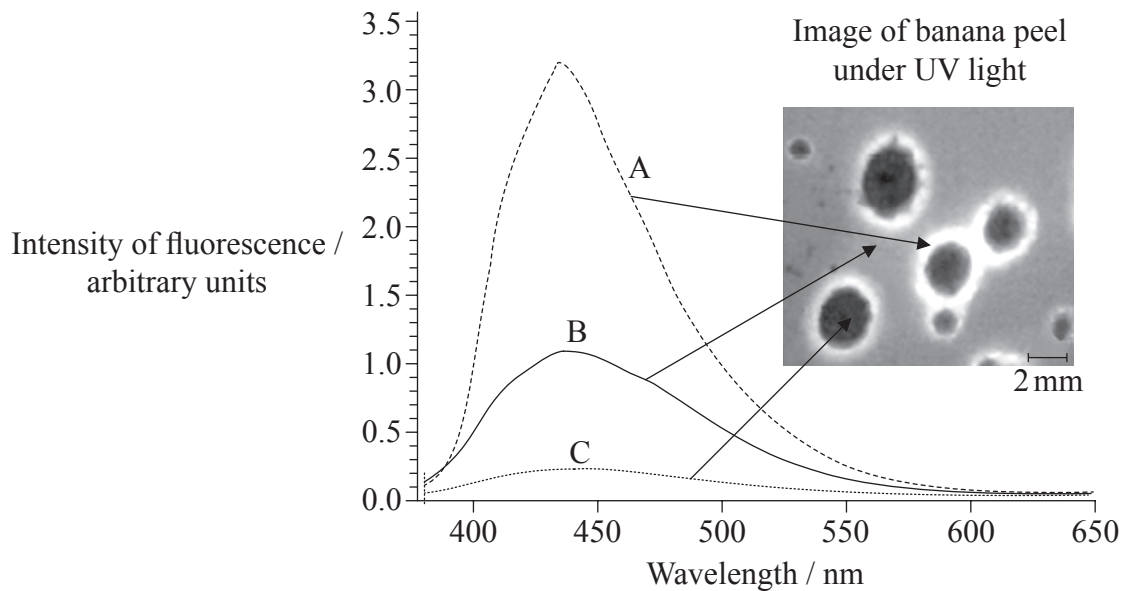 3.5
3.0
2.5
2.0
1.5
1.0
0.5
0.0
Intensity of fluorescence /
arbitrary units
A
B
C
400 450 500 550 600 650
Wavelength / nm
Image of banana peel
under UV light
2 mm